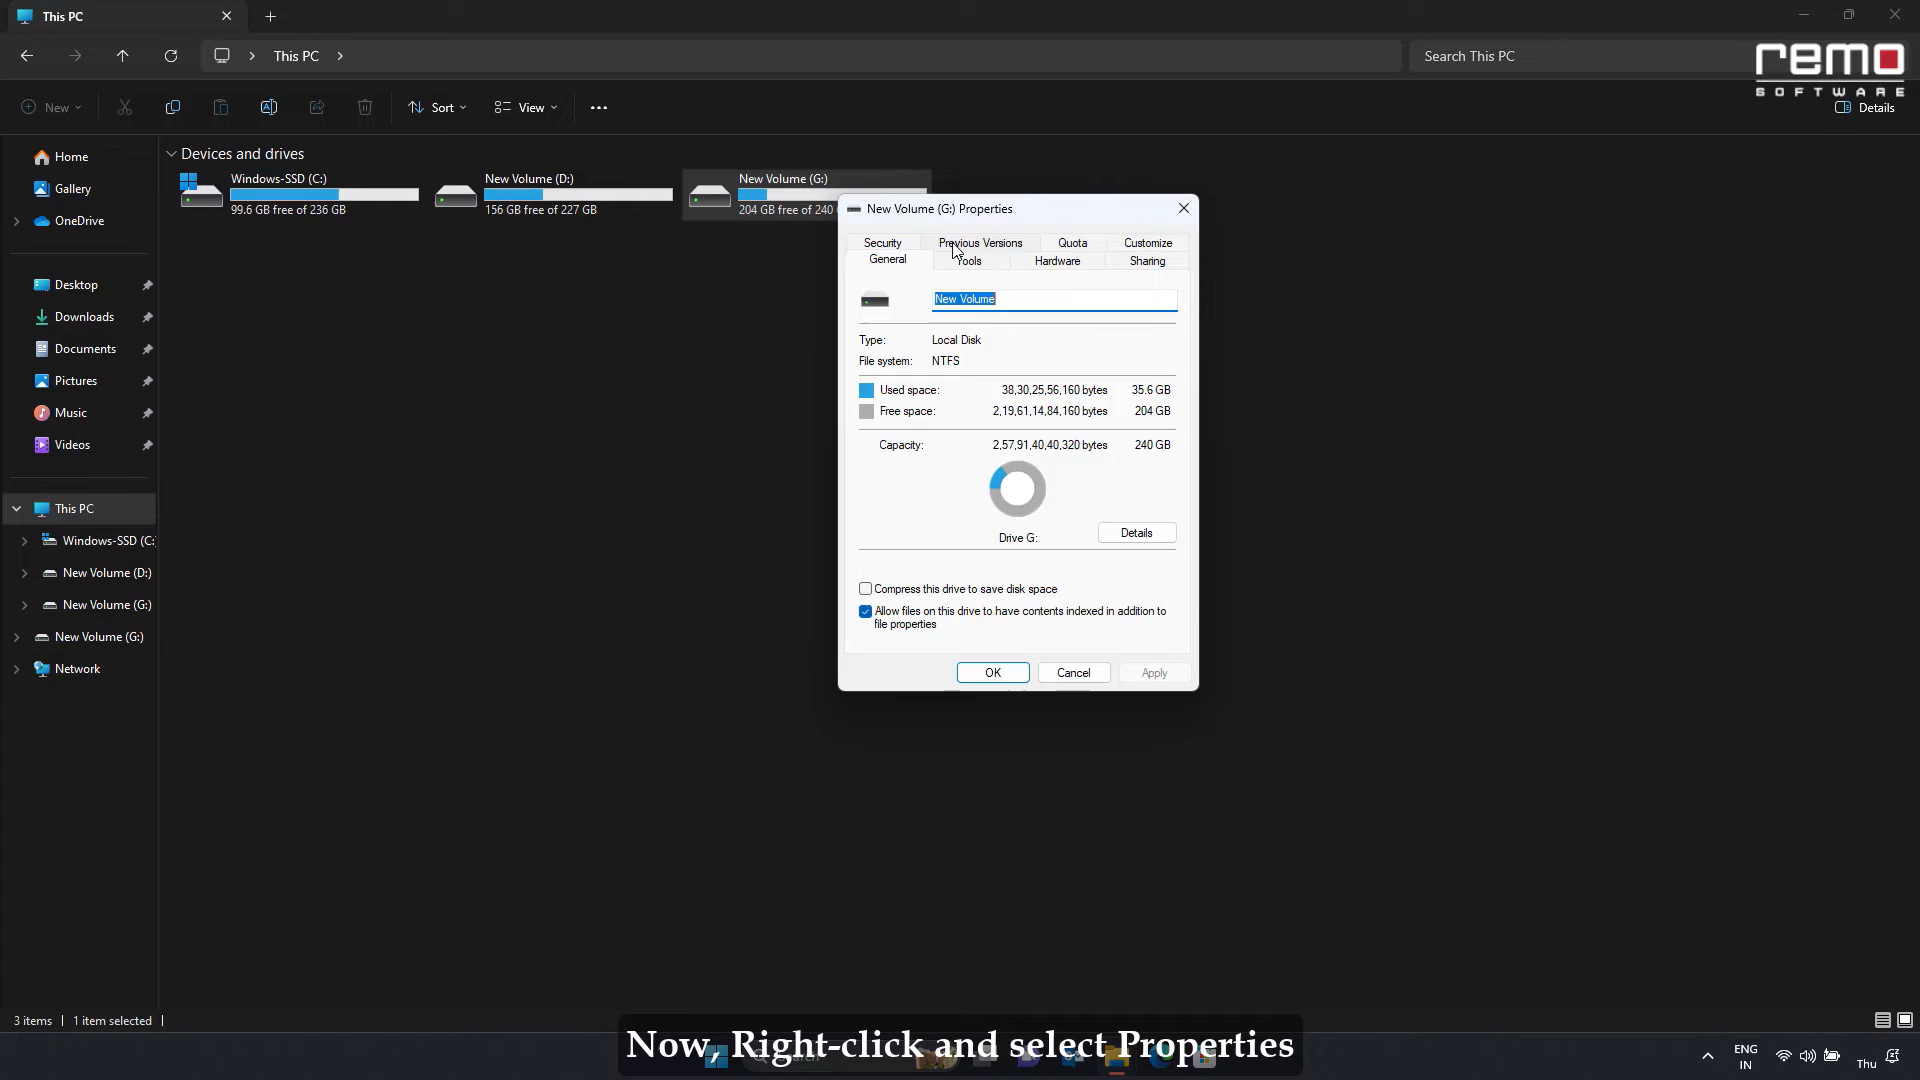 This PC
This PC
Search This PC
remo
SOFTWARE
New
Sort
View
Details
Home
Gallery
OneDrive
Desktop
Downloads
Documents
Pictures
Music
Videos
This PC
Windows-SSD (C:)
New Volume (D:)
New Volume (G:)
New Volume (G:)
Network
Devices and drives
Windows-SSD (C:)
99.6 GB free of 236 GB
New Volume (D:)
156 GB free of 227 GB
New Volume (G:)
204 GB free of 240
New Volume (G:) Properties
Security Previous Versions Quota Customize
General Tools Hardware Sharing
New Volume
Type: Local Disk
File system: NTFS
Used space: 38,30,25,56,160 bytes 35.6 GB
Free space: 2,19,61,14,84,160 bytes 204 GB
Capacity: 2,57,91,40,40,320 bytes 240 GB
Drive G:
Details
Compress this drive to save disk space
Allow files on this drive to have contents indexed in addition to
file properties
OK Cancel Apply
3 items 1 item selected
Now, Right-click and select Properties
ENG
IN
Thu